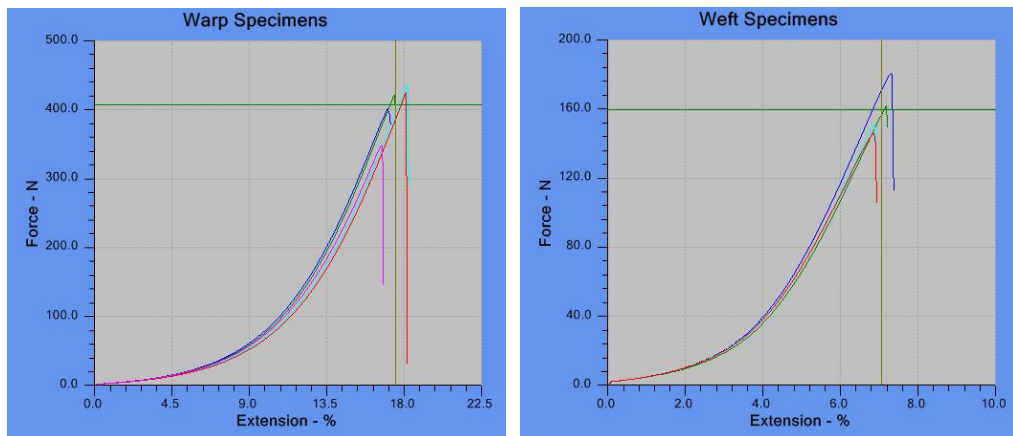 Warp Specimens
500.0
400.0
300.0
200.0
100.0
0.0
Force - N
0.0 4.5 9.0 13.5 18.0 22.5
Extension - %
Weft Specimens
200.0
160.0
120.0
80.0
40.0
0.0
Force - N
0.0 2.0 4.0 6.0 8.0 10.0
Extension - %